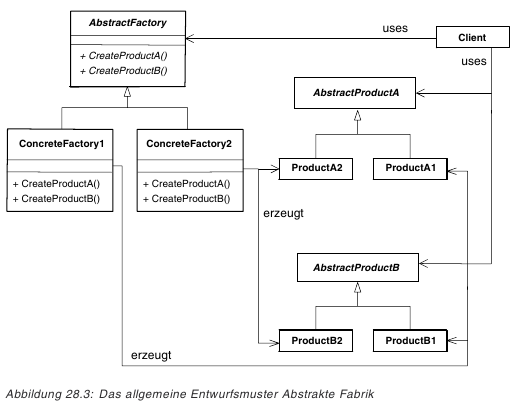 AbstractFactory
+ CreateProductA()
+ CreateProductB()
uses
Client
uses
AbstractProductA
ConcreteFactory1
+ CreateProductA()
+ CreateProductB()
ConcreteFactory2
+ CreateProductA()
+ CreateProductB()
ProductA2
ProductA1
erzeugt
AbstractProductB
ProductB2
ProductB1
erzeugt
Abbildung 28.3: Das allgemeine Entwurfsmuster Abstrakte Fabrik